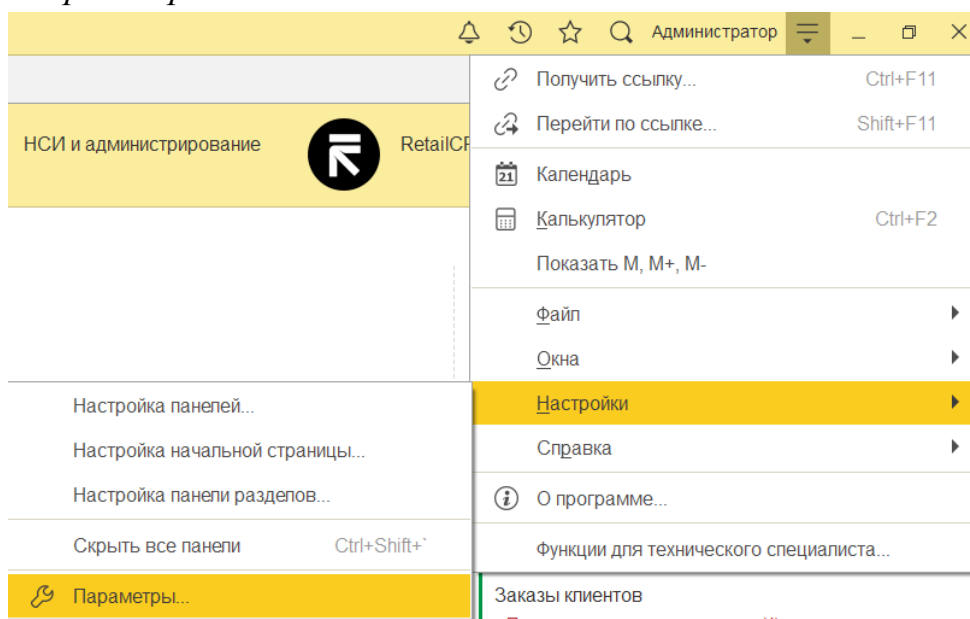 Администратор
Получить ссылку... Ctrl+F11
Перейти по ссылке... Shift+F11
НСИ и администрирование
21 Календарь
Калькулятор Ctrl+F2
Показать M, M+, M-
Файл
Окна
Настройки
Справка
О программе...
Функции для технического специалиста...
Настройка панелей...
Настройка начальной страницы...
Настройка панели разделов...
Скрыть все панели Ctrl+Shift+`
Параметры...
Заказы клиентов